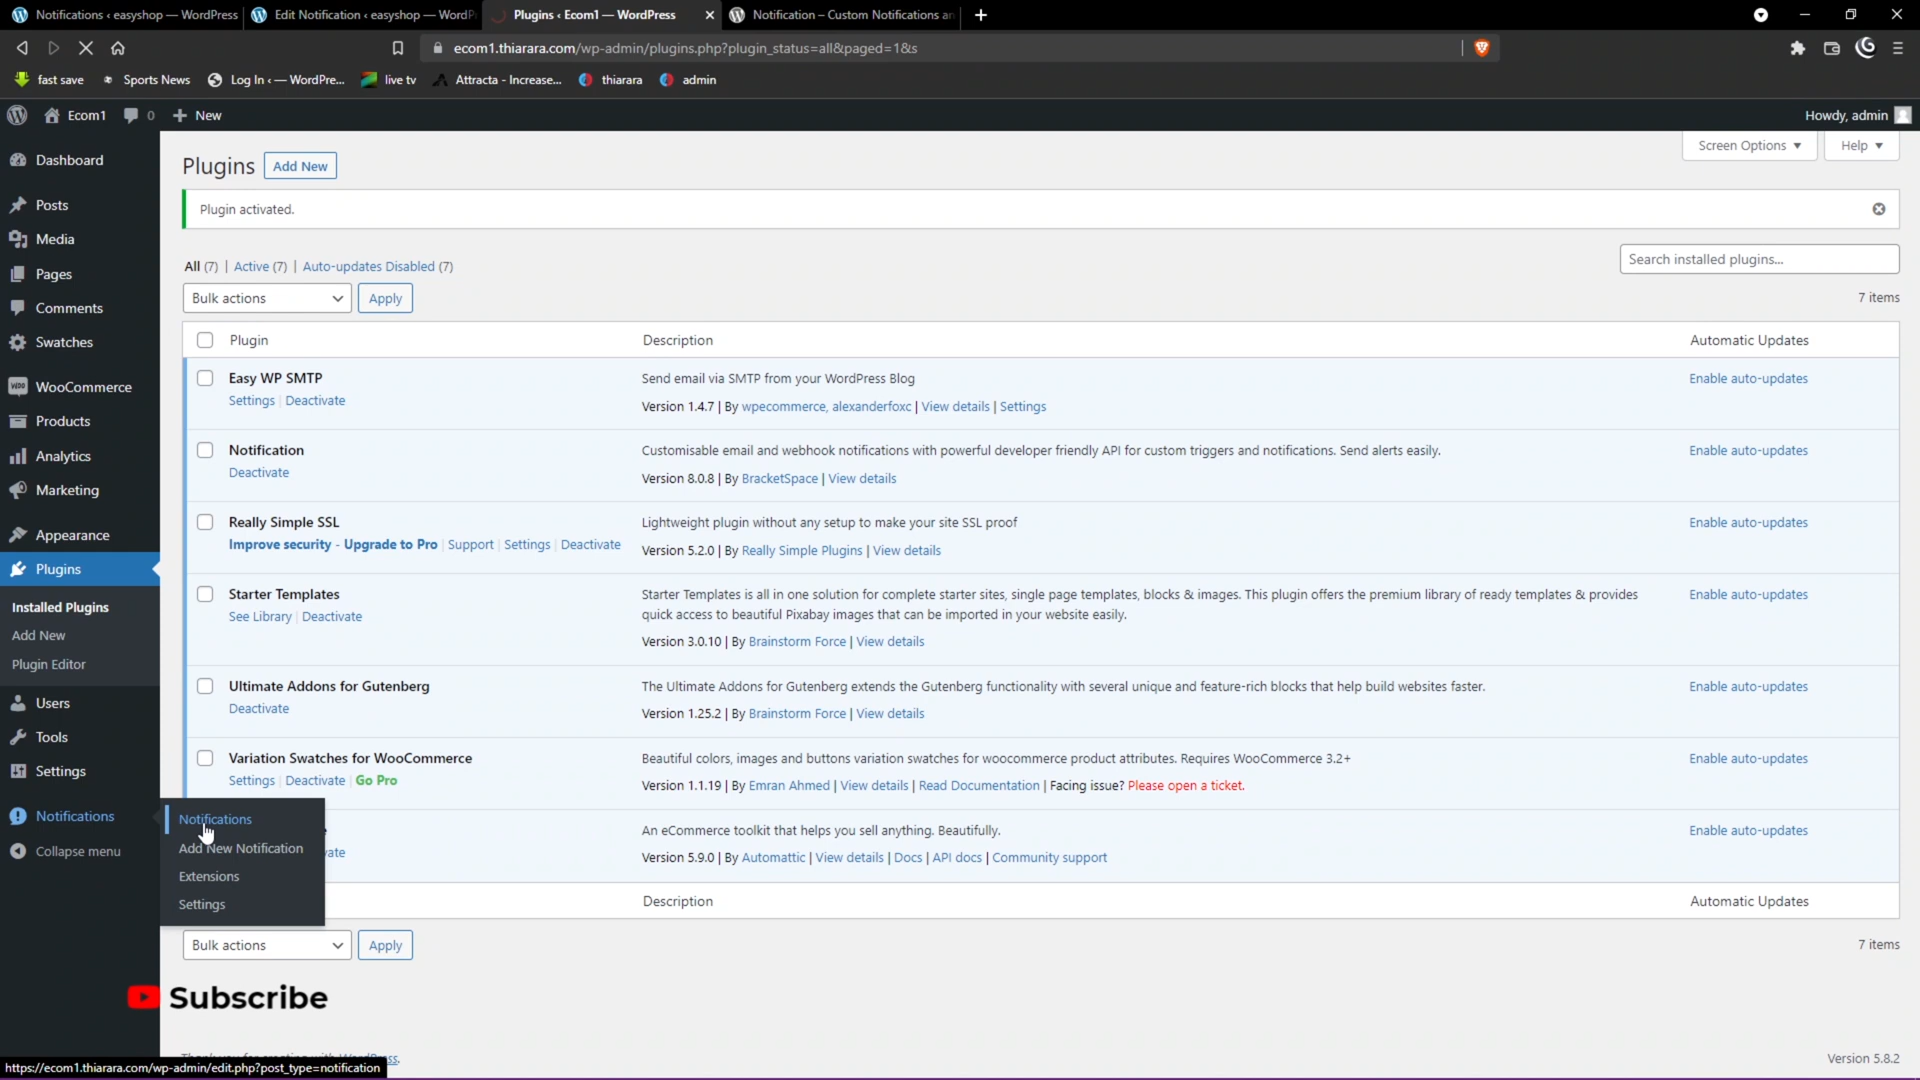 Notifications ‹ easyshop — WordPress
Edit Notification ‹ easyshop — WordP
Plugins ‹ Ecom1 — WordPress
Notification – Custom Notifications an
ecom1.thiarara.com/wp-admin/plugins.php?plugin_status=all&paged=1&s
fast save
Sports News
Log In ‹ — WordPre...
live tv
Attracta - Increase...
thiarara
admin
Ecom1
0
New
Howdy, admin
Screen Options
Help
Dashboard
Posts
Media
Pages
Comments
Swatches
WooCommerce
Products
Analytics
Marketing
Appearance
Plugins
Installed Plugins
Add New
Plugin Editor
Users
Tools
Settings
Notifications
Collapse menu
Notifications
Add New Notification
Extensions
Settings
Plugins
Add New
Plugin activated.
All (7) | Active (7) | Auto-updates Disabled (7)
Search installed plugins...
Bulk actions
Apply
7 items
Plugin
Description
Automatic Updates
Easy WP SMTP
Settings | Deactivate
Send email via SMTP from your WordPress Blog
Version 1.4.7 | By wpecommerce, alexanderfoxc | View details | Settings
Enable auto-updates
Notification
Deactivate
Customisable email and webhook notifications with powerful developer friendly API for custom triggers and notifications. Send alerts easily.
Version 8.0.8 | By BracketSpace | View details
Enable auto-updates
Really Simple SSL
Improve security - Upgrade to Pro | Support | Settings | Deactivate
Lightweight plugin without any setup to make your site SSL proof
Version 5.2.0 | By Really Simple Plugins | View details
Enable auto-updates
Starter Templates
See Library | Deactivate
Starter Templates is all in one solution for complete starter sites, single page templates, blocks & images. This plugin offers the premium library of ready templates & provides
quick access to beautiful Pixabay images that can be imported in your website easily.
Version 3.0.10 | By Brainstorm Force | View details
Enable auto-updates
Ultimate Addons for Gutenberg
Deactivate
The Ultimate Addons for Gutenberg extends the Gutenberg functionality with several unique and feature-rich blocks that help build websites faster.
Version 1.25.2 | By Brainstorm Force | View details
Enable auto-updates
Variation Swatches for WooCommerce
Settings | Deactivate | Go Pro
Beautiful colors, images and buttons variation swatches for woocommerce product attributes. Requires WooCommerce 3.2+
Version 1.1.19 | By Emran Ahmed | View details | Read Documentation | Facing issue? Please open a ticket.
Enable auto-updates
vate
An eCommerce toolkit that helps you sell anything. Beautifully.
Version 5.9.0 | By Automattic | View details | Docs | API docs | Community support
Enable auto-updates
Description
Automatic Updates
Bulk actions
Apply
7 items
Subscribe
Version 5.8.2
https://ecom1.thiarara.com/wp-admin/edit.php?post_type=notification